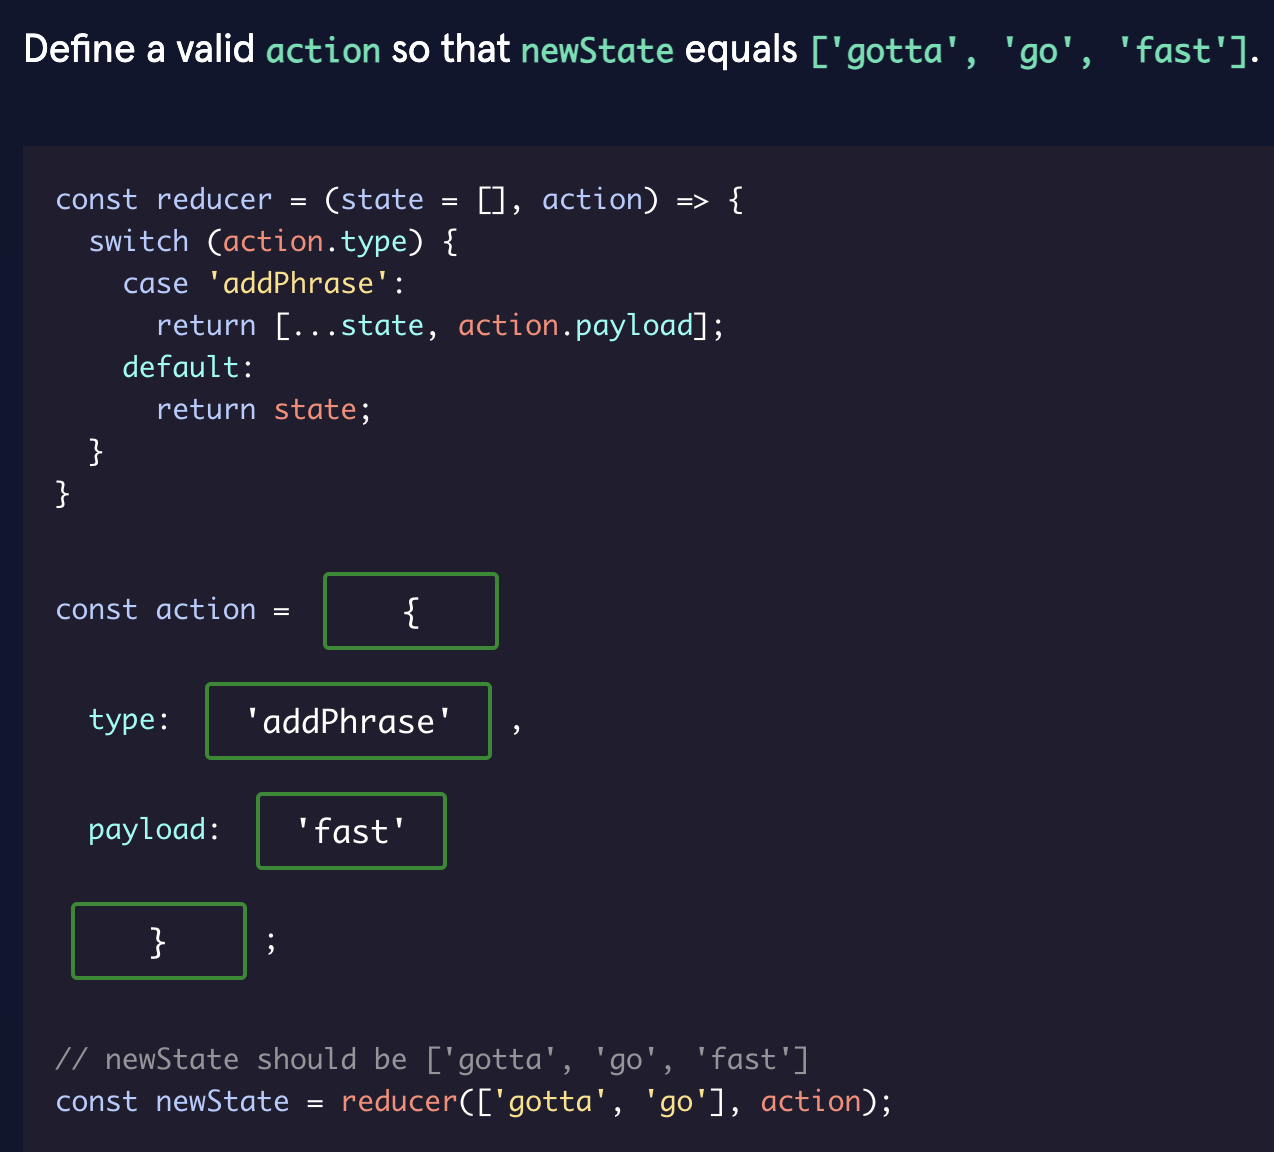 Define a valid action so that newState equals ['gotta', 'go', 'fast'].
const reducer = (state = [], action) => {
  switch (action.type) {
    case 'addPhrase':
      return [...state, action.payload];
    default:
      return state;
  }
}
const action = {
  type: 'addPhrase' ,
  payload: 'fast'
} ;
// newState should be ['gotta', 'go', 'fast']
const newState = reducer(['gotta', 'go'], action);